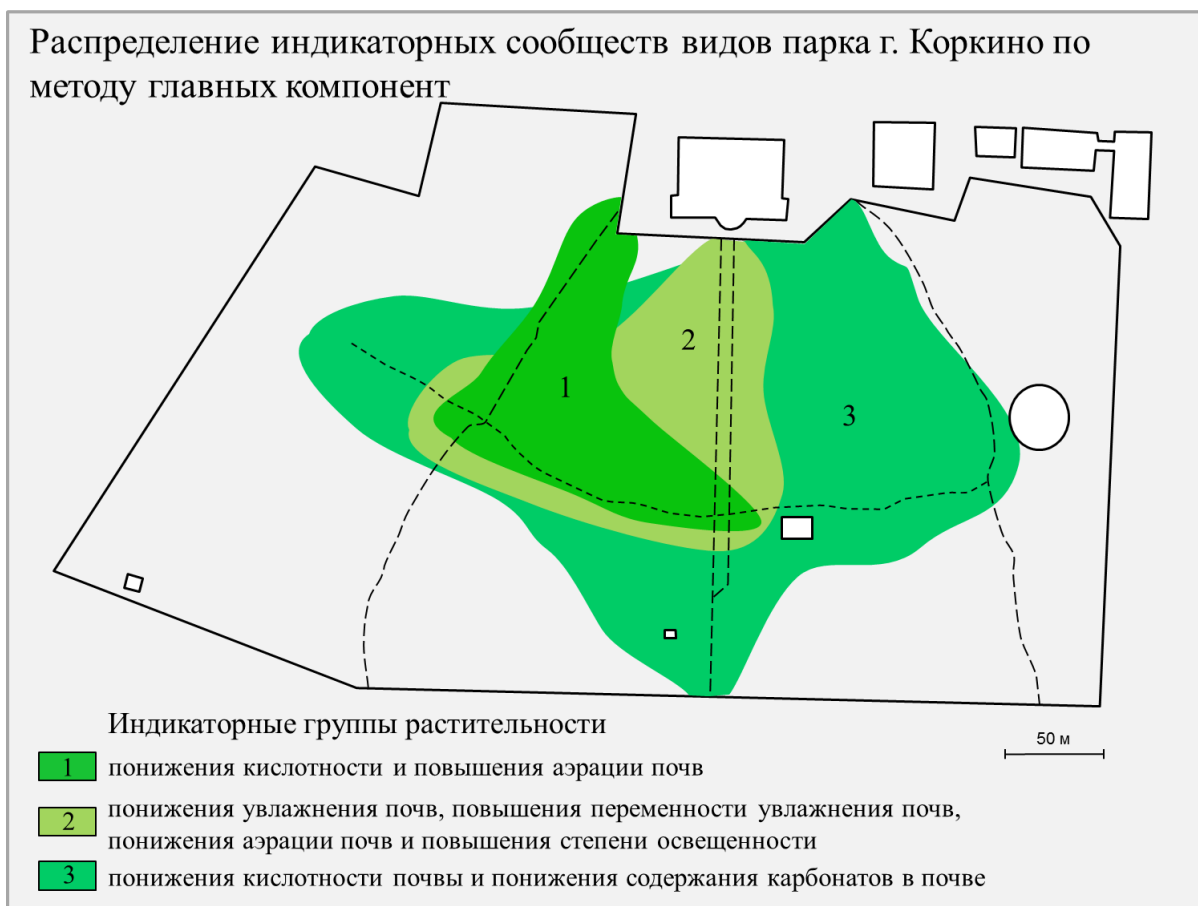 Распределение индикаторных сообществ видов парка г. Коркино по
методу главных компонент
2
1
3
50 м
Индикаторные группы растительности
1 понижения кислотности и повышения аэрации почв
2 понижения увлажнения почв, повышения переменности увлажнения почв,
понижения аэрации почв и повышения степени освещенности
3 понижения кислотности почвы и понижения содержания карбонатов в почве